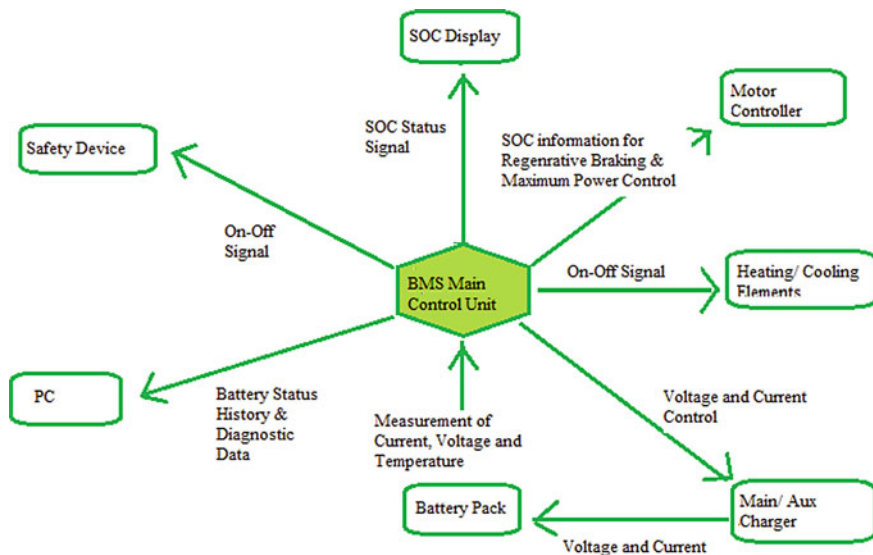 SOC Display
Motor
Controller
SOC Status
Signal
SOC information for
Regenrative Braking &
Maximum Power Control
Safety Device
On-Off
Signal
BMS Main
Control Unit
On-Off Signal
Heating/ Cooling
Elements
PC
Battery Status
History &
Diagnostic
Data
Measurement of
Current, Voltage and
Temperature
Voltage and Current
Control
Battery Pack
Main/ Aux
Charger
Voltage and Current